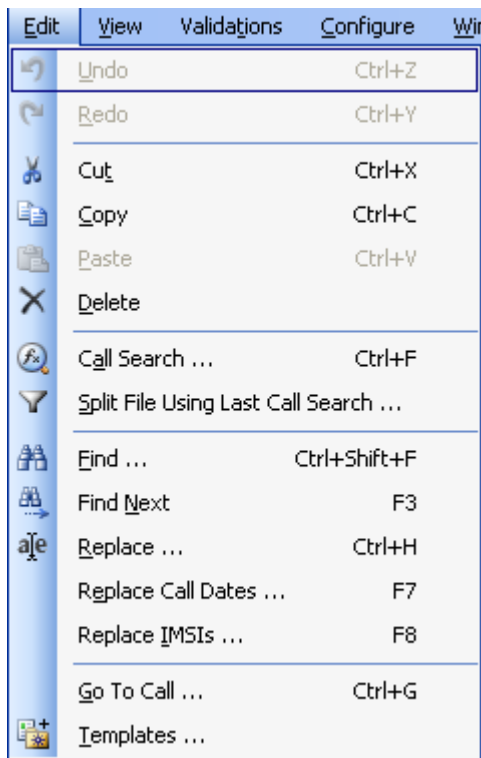 Edit View Validations Configure
Undo Ctrl+Z
Redo Ctrl+Y
Cut Ctrl+X
Copy Ctrl+C
Paste Ctrl+V
Delete
Call Search ... Ctrl+F
Split File Using Last Call Search ...
Find ... Ctrl+Shift+F
Find Next F3
Replace ... Ctrl+H
Replace Call Dates ... F7
Replace IMSIs ... F8
Go To Call ... Ctrl+G
Templates ...